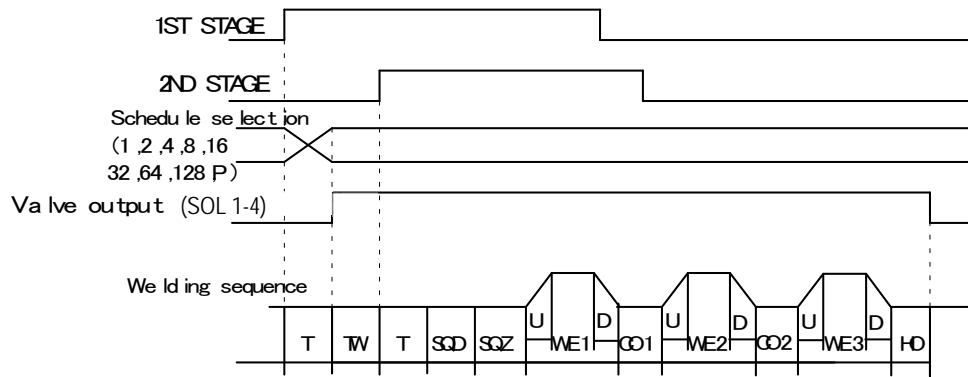 1ST STAGE
2ND STAGE
Schedule selection
(1,2,4,8,16
32,64,128,P)
Valve output (SOL 1-4)
Welding sequence
T TW T SQD SQZ U WE1 D CO1 U WE2 D CO2 U WE3 D HD